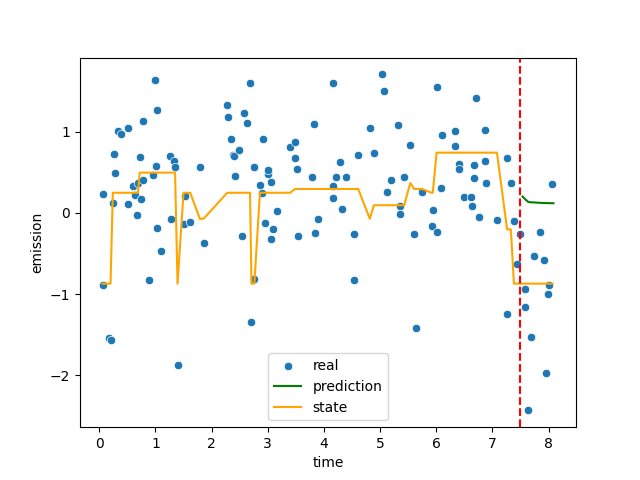 emission
1
0
−1
−2
real
prediction
state
0 1 2 3 4 5 6 7 8
time